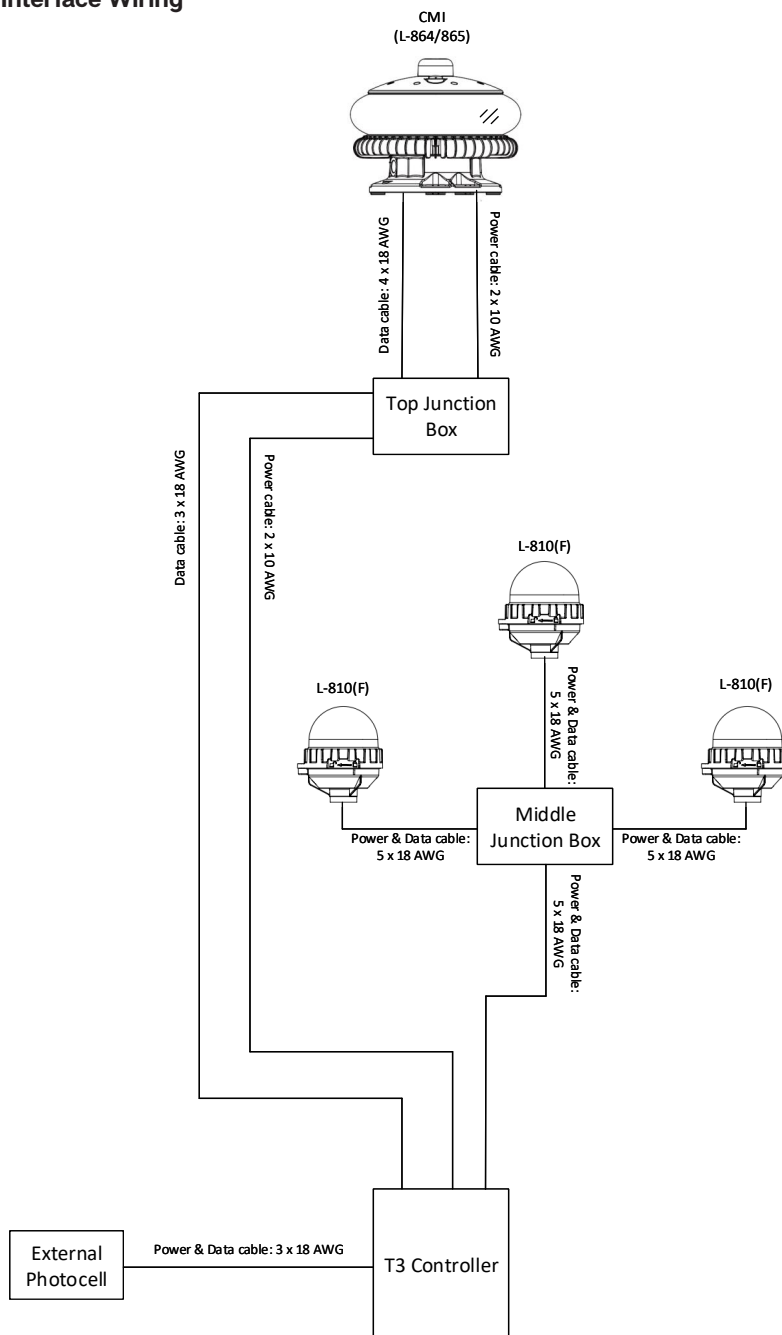 Interface Wiring
CMI
(L-864/865)
Data cable: 4 x 18 AWG
Power cable: 2 x 10 AWG
Top Junction
Box
Data cable: 3 x 18 AWG
Power cable: 2 x 10 AWG
L-810(F)
L-810(F)
L-810(F)
Power & Data cable:
5 x 18 AWG
Middle
Junction Box
Power & Data cable:
5 x 18 AWG
Power & Data cable:
5 x 18 AWG
Power & Data cable:
5 x 18 AWG
External
Photocell
Power & Data cable: 3 x 18 AWG
T3 Controller